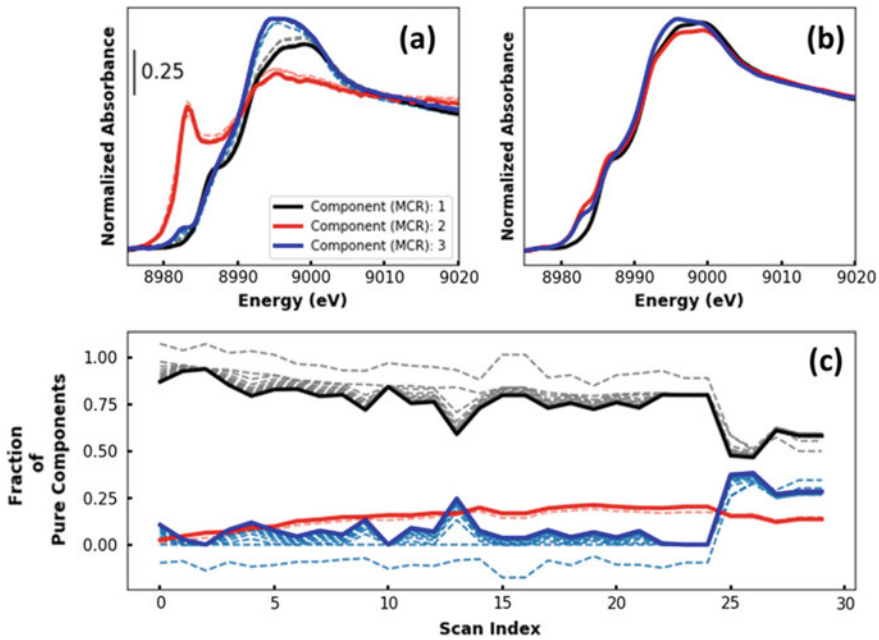 (a)
Normalized Absorbance
0.25
Component (MCR): 1
Component (MCR): 2
Component (MCR): 3
8980 8990 9000 9010 9020
Energy (eV)
(b)
Normalized Absorbance
8980 8990 9000 9010 9020
Energy (eV)
(c)
Fraction
of
Pure Components
1.00
0.75
0.50
0.25
0.00
0 5 10 15 20 25 30
Scan Index